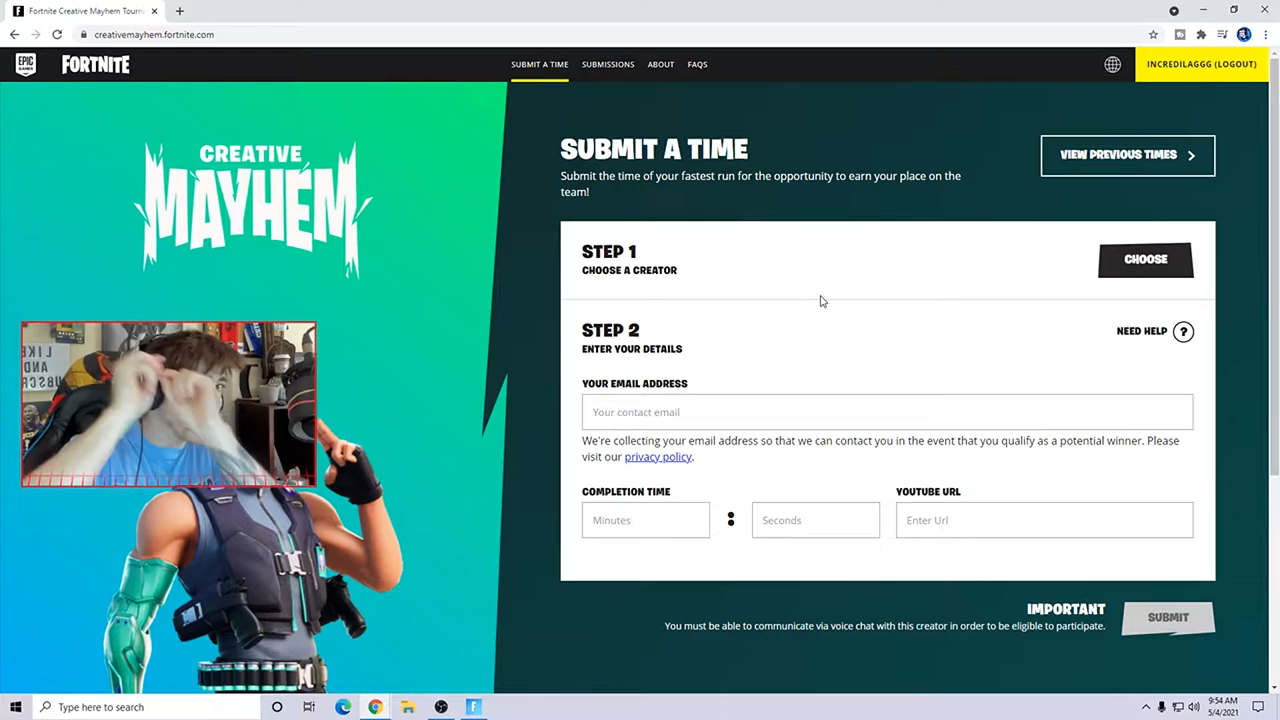 Fortnite Creative Mayhem Tourn
creativemayhem.fortnite.com
EPIC GAMES
FORTNITE
SUBMIT A TIME
SUBMISSIONS
ABOUT
FAQS
INCREDILAGGG (LOGOUT)
CREATIVE
MAYHEM
SUBMIT A TIME
Submit the time of your fastest run for the opportunity to earn your place on the
team!
VIEW PREVIOUS TIMES
STEP 1
CHOOSE A CREATOR
CHOOSE
STEP 2
ENTER YOUR DETAILS
NEED HELP ?
YOUR EMAIL ADDRESS
Your contact email
We're collecting your email address so that we can contact you in the event that you qualify as a potential winner. Please
visit our privacy policy.
COMPLETION TIME
YOUTUBE URL
Minutes
:
Seconds
Enter Url
IMPORTANT
You must be able to communicate via voice chat with this creator in order to be eligible to participate.
SUBMIT
LIKE
AND
SUBSCR
Type here to search
9:54 AM
5/4/2021